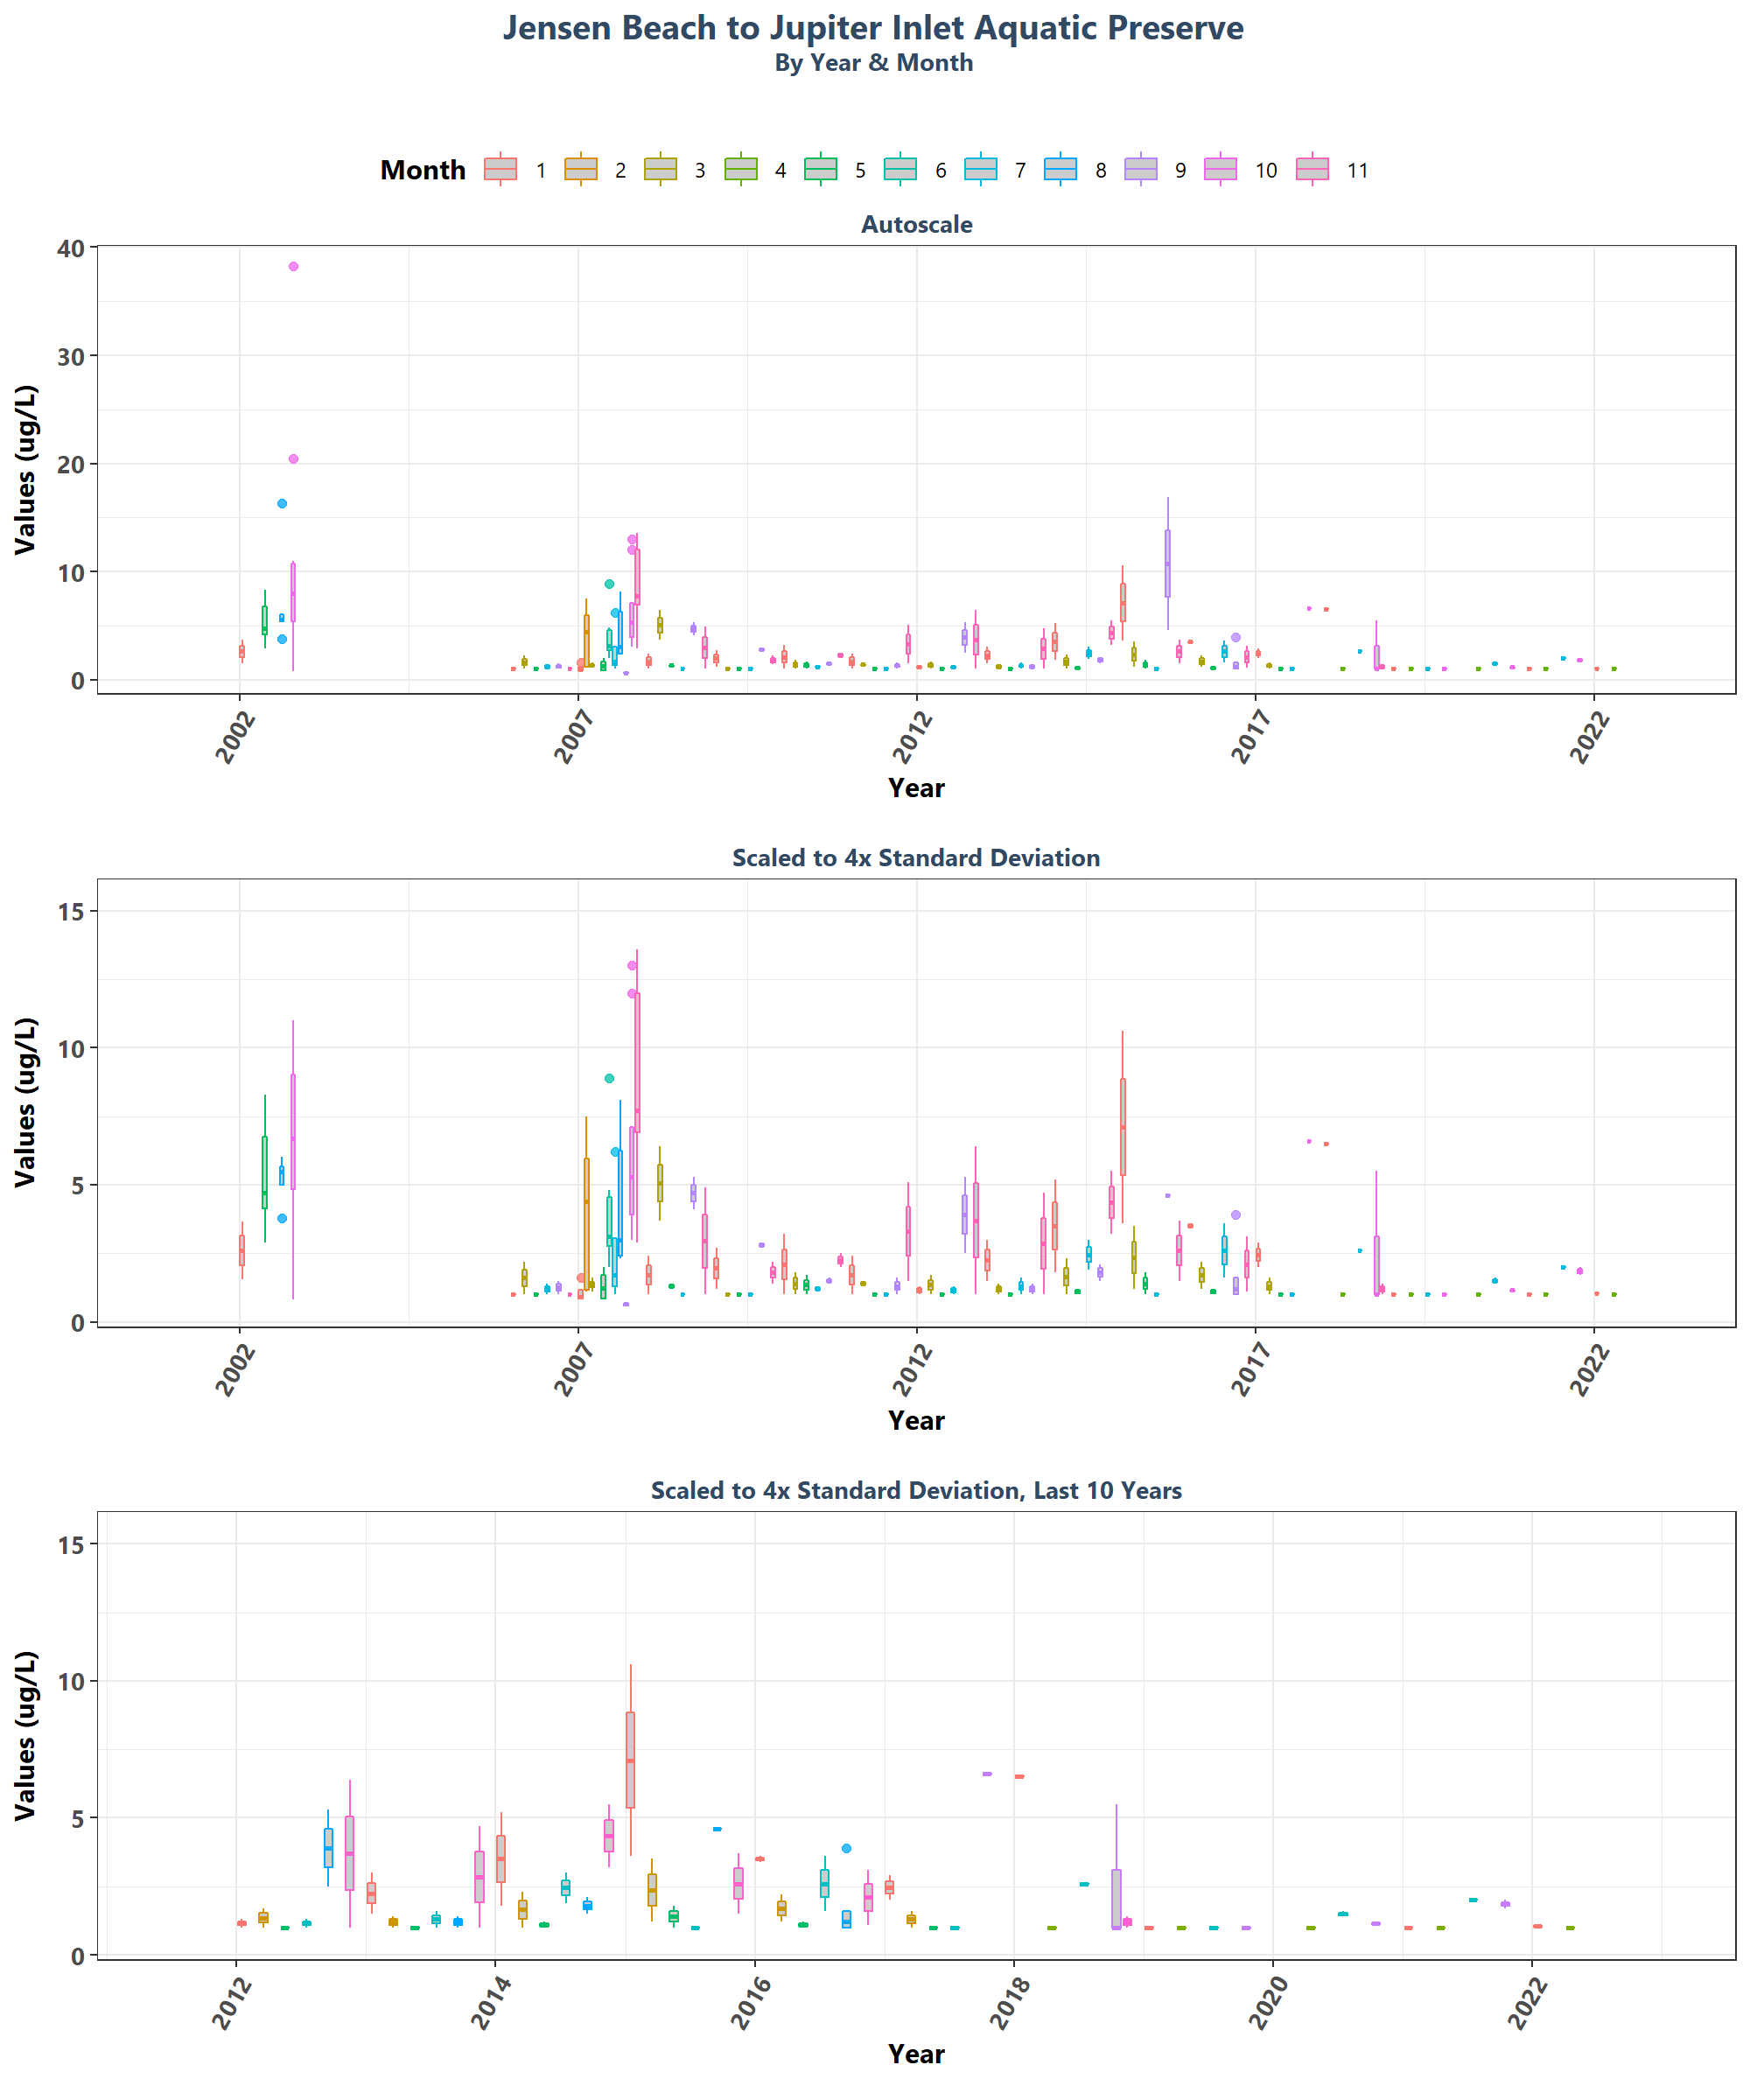 Jensen Beach to Jupiter Inlet Aquatic Preserve
By Year & Month
Month 1 2 3 4 5 6 7 8 9 10 11
Autoscale
40
30
20
10
0
Values (ug/L)
2002 2007 2012 2017 2022
Year
Scaled to 4x Standard Deviation
15
10
5
0
Values (ug/L)
2002 2007 2012 2017 2022
Year
Scaled to 4x Standard Deviation, Last 10 Years
15
10
5
0
Values (ug/L)
2012 2014 2016 2018 2020 2022
Year